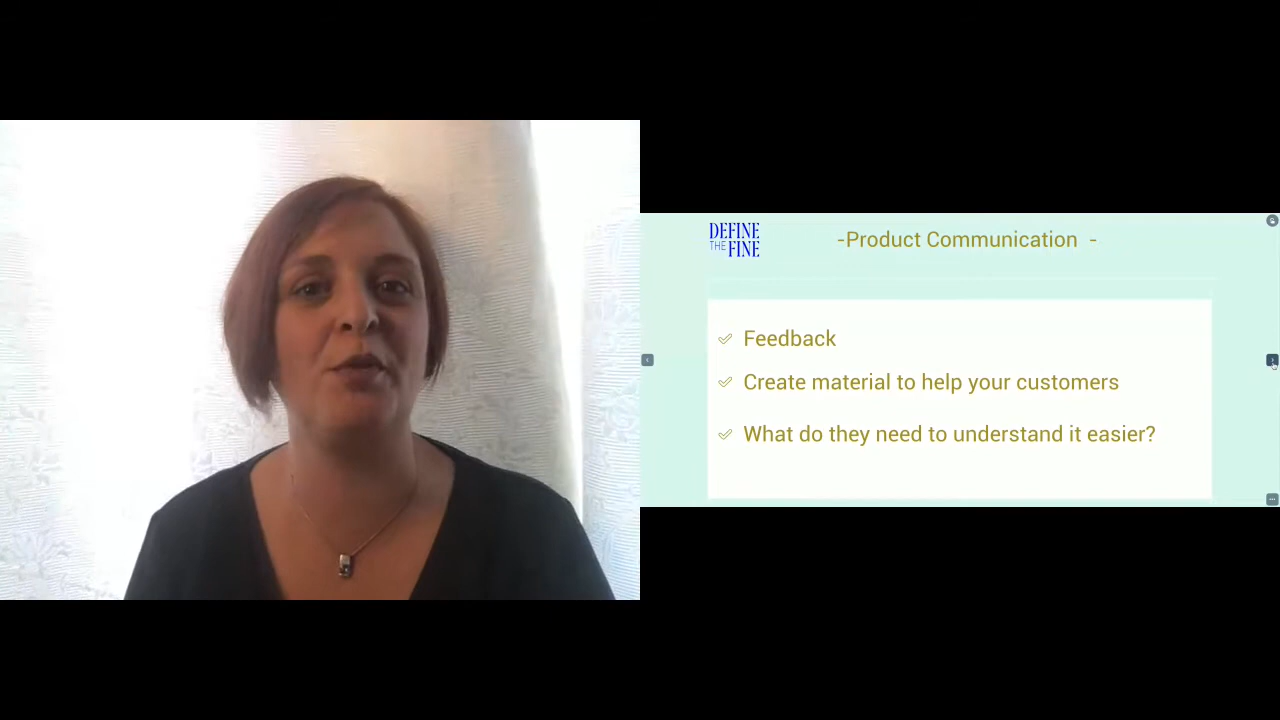 DEFINE
THE FINE
-Product Communication -
Feedback
Create material to help your customers
What do they need to understand it easier?